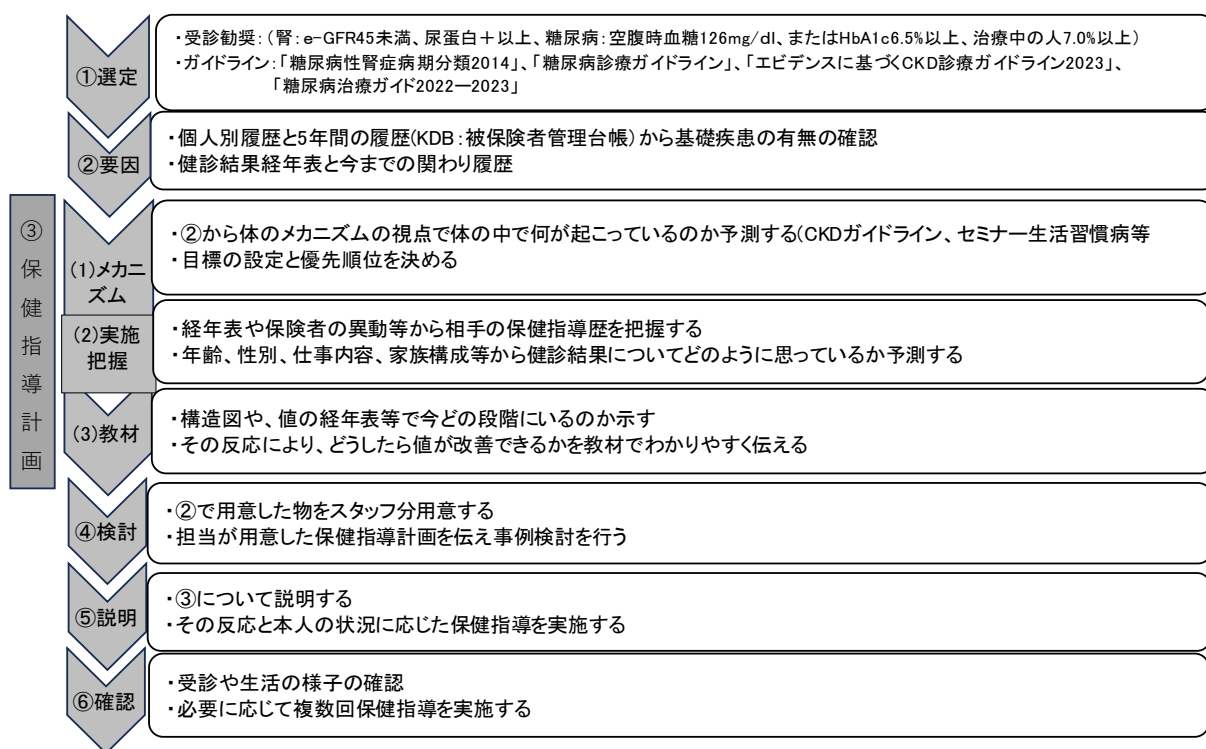 ①選定
・受診勧奨：（腎：e-GFR45未満、尿蛋白＋以上、糖尿病：空腹時血糖126mg/dl、またはHbA1c6.5%以上、治療中の人7.0%以上）
・ガイドライン：「糖尿病性腎症病期分類2014」、「糖尿病診療ガイドライン」、「エビデンスに基づくCKD診療ガイドライン2023」、
「糖尿病治療ガイド2022ー2023」
②要因
・個人別履歴と5年間の履歴(KDB：被保険者管理台帳）から基礎疾患の有無の確認
・健診結果経年表と今までの関わり履歴
③保健指導計画
(1)メカニ
ズム
・②から体のメカニズムの視点で体の中で何が起こっているのか予測する(CKDガイドライン、セミナー生活習慣病等
・目標の設定と優先順位を決める
(2)実施
把握
・経年表や保険者の異動等から相手の保健指導歴を把握する
・年齢、性別、仕事内容、家族構成等から健診結果についてどのように思っているか予測する
(3)教材
・構造図や、値の経年表等で今どの段階にいるのか示す
・その反応により、どうしたら値が改善できるかを教材でわかりやすく伝える
④検討
・②で用意した物をスタッフ分用意する
・担当が用意した保健指導計画を伝え事例検討を行う
⑤説明
・③について説明する
・その反応と本人の状況に応じた保健指導を実施する
⑥確認
・受診や生活の様子の確認
・必要に応じて複数回保健指導を実施する